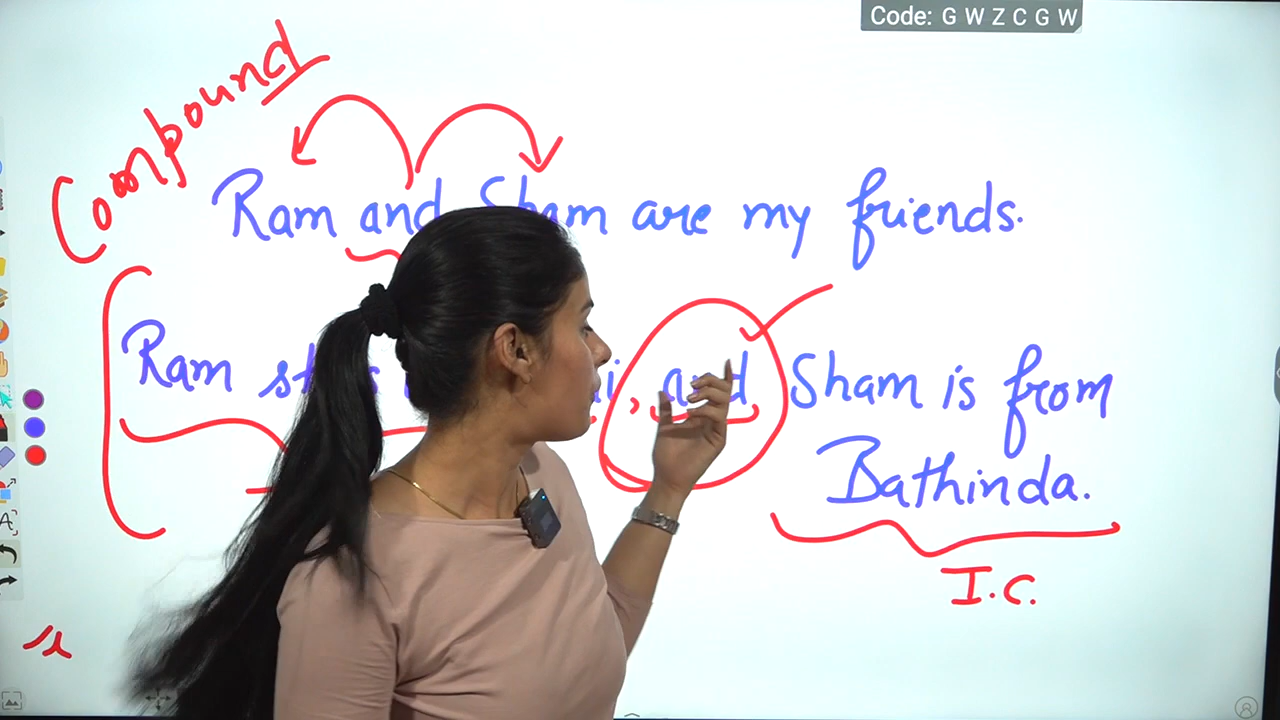 Code: G W Z C G W
Compound
Ram and Sham are my friends.
Ram , and Sham is from
Bathinda.
I.C.